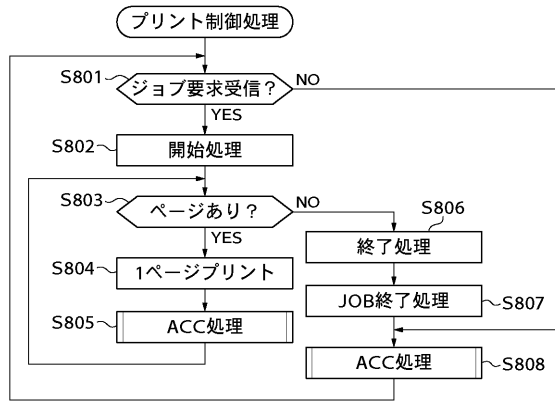 プリント制御処理
S801
ジョブ要求受信？
NO
YES
S802
開始処理
S803
ページあり？
NO
YES
S806
終了処理
S804
1ページプリント
JOB終了処理
S807
S805
ACC処理
ACC処理
S808